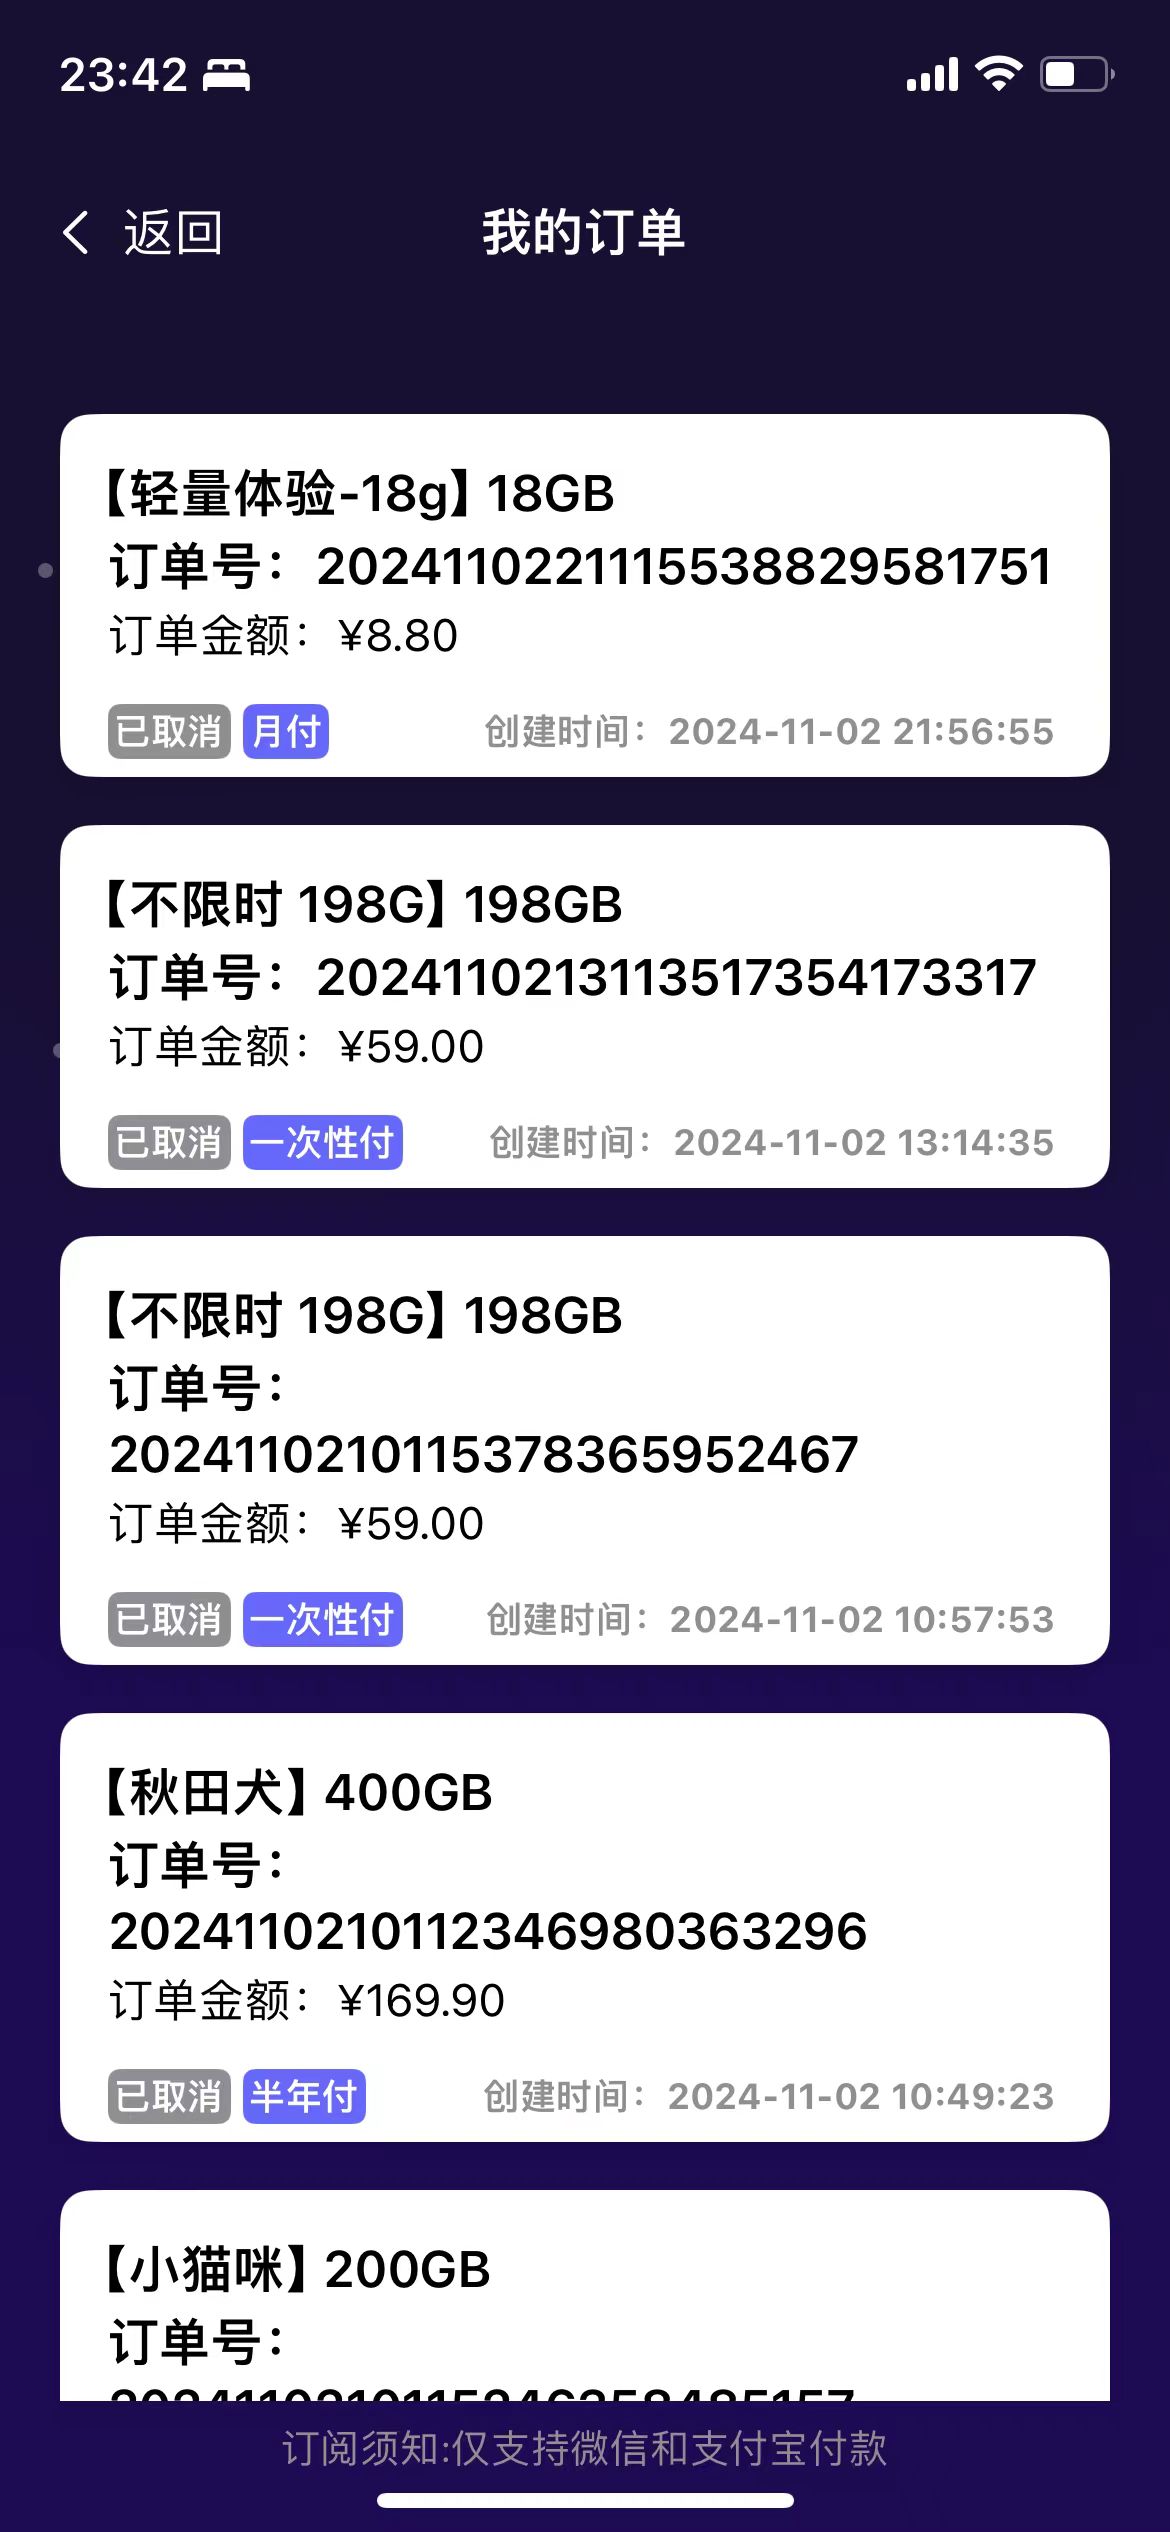 23:42
返回
我的订单
【轻量体验-18g】18GB
订单号：2024110221111553882958​1751
订单金额：¥8.80
已取消 月付 创建时间：2024-11-02 21:56:55
【不限时 198G】198GB
订单号：2024110213113517354173317
订单金额：¥59.00
已取消 一次性付 创建时间：2024-11-02 13:14:35
【不限时 198G】198GB
订单号：
2024110210115378365952467
订单金额：¥59.00
已取消 一次性付 创建时间：2024-11-02 10:57:53
【秋田犬】400GB
订单号：
2024110210112346980363296
订单金额：¥169.90
已取消 半年付 创建时间：2024-11-02 10:49:23
【小猫咪】200GB
订单号：
订阅须知:仅支持微信和支付宝付款